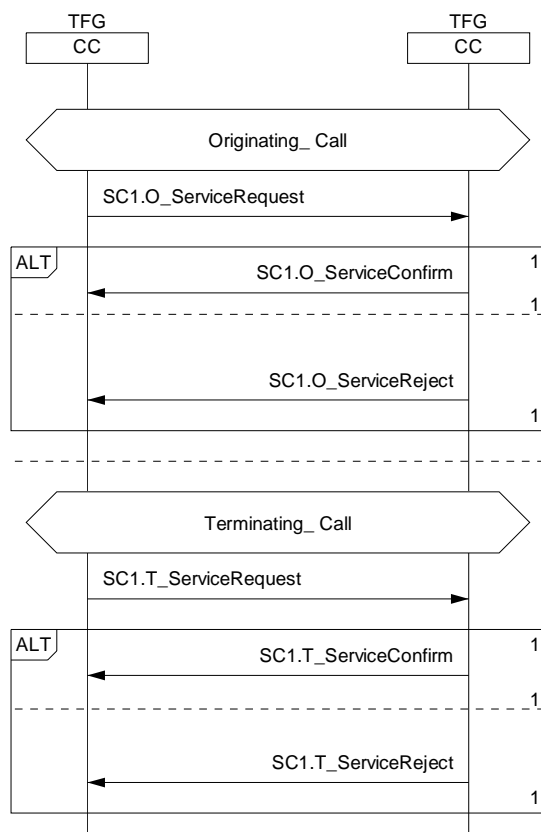 TFG TFG
CC CC
Originating_ Call
SC1.O_ServiceRequest
ALT 1
SC1.O_ServiceConfirm
1
SC1.O_ServiceReject
1
Terminating_ Call
SC1.T_ServiceRequest
ALT 1
SC1.T_ServiceConfirm
1
SC1.T_ServiceReject
1